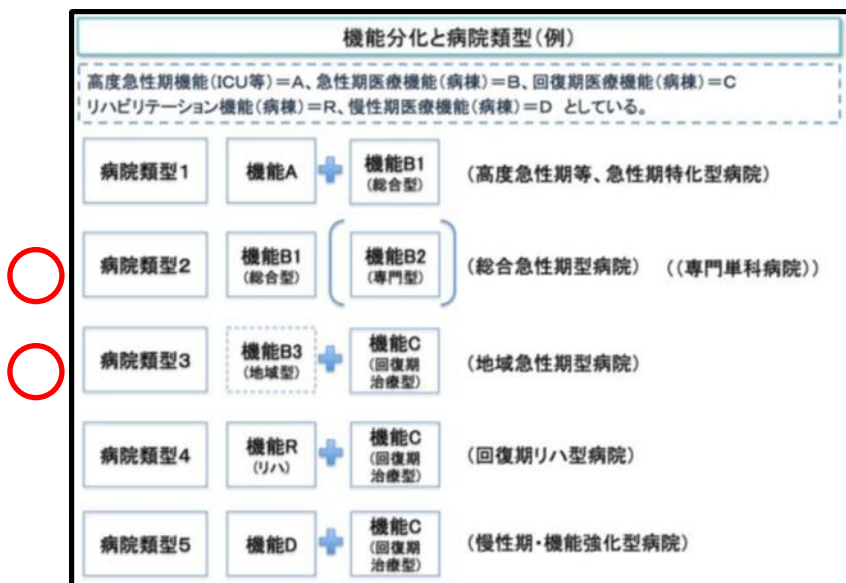 機能分化と病院類型(例)
高度急性期機能(ICU等)=A、急性期医療機能(病棟)=B、回復期医療機能(病棟)=C
リハビリテーション機能(病棟)=R、慢性期医療機能(病棟)=D としている。
病院類型1 機能A 機能B1 (総合型) (高度急性期等、急性期特化型病院)
病院類型2 機能B1 (総合型) 機能B2 (専門型) (総合急性期型病院) ((専門単科病院))
病院類型3 機能B3 (地域型) 機能C (回復期治療型) (地域急性期型病院)
病院類型4 機能R (リハ) 機能C (回復期治療型) (回復期リハ型病院)
病院類型5 機能D 機能C (回復期治療型) (慢性期・機能強化型病院)